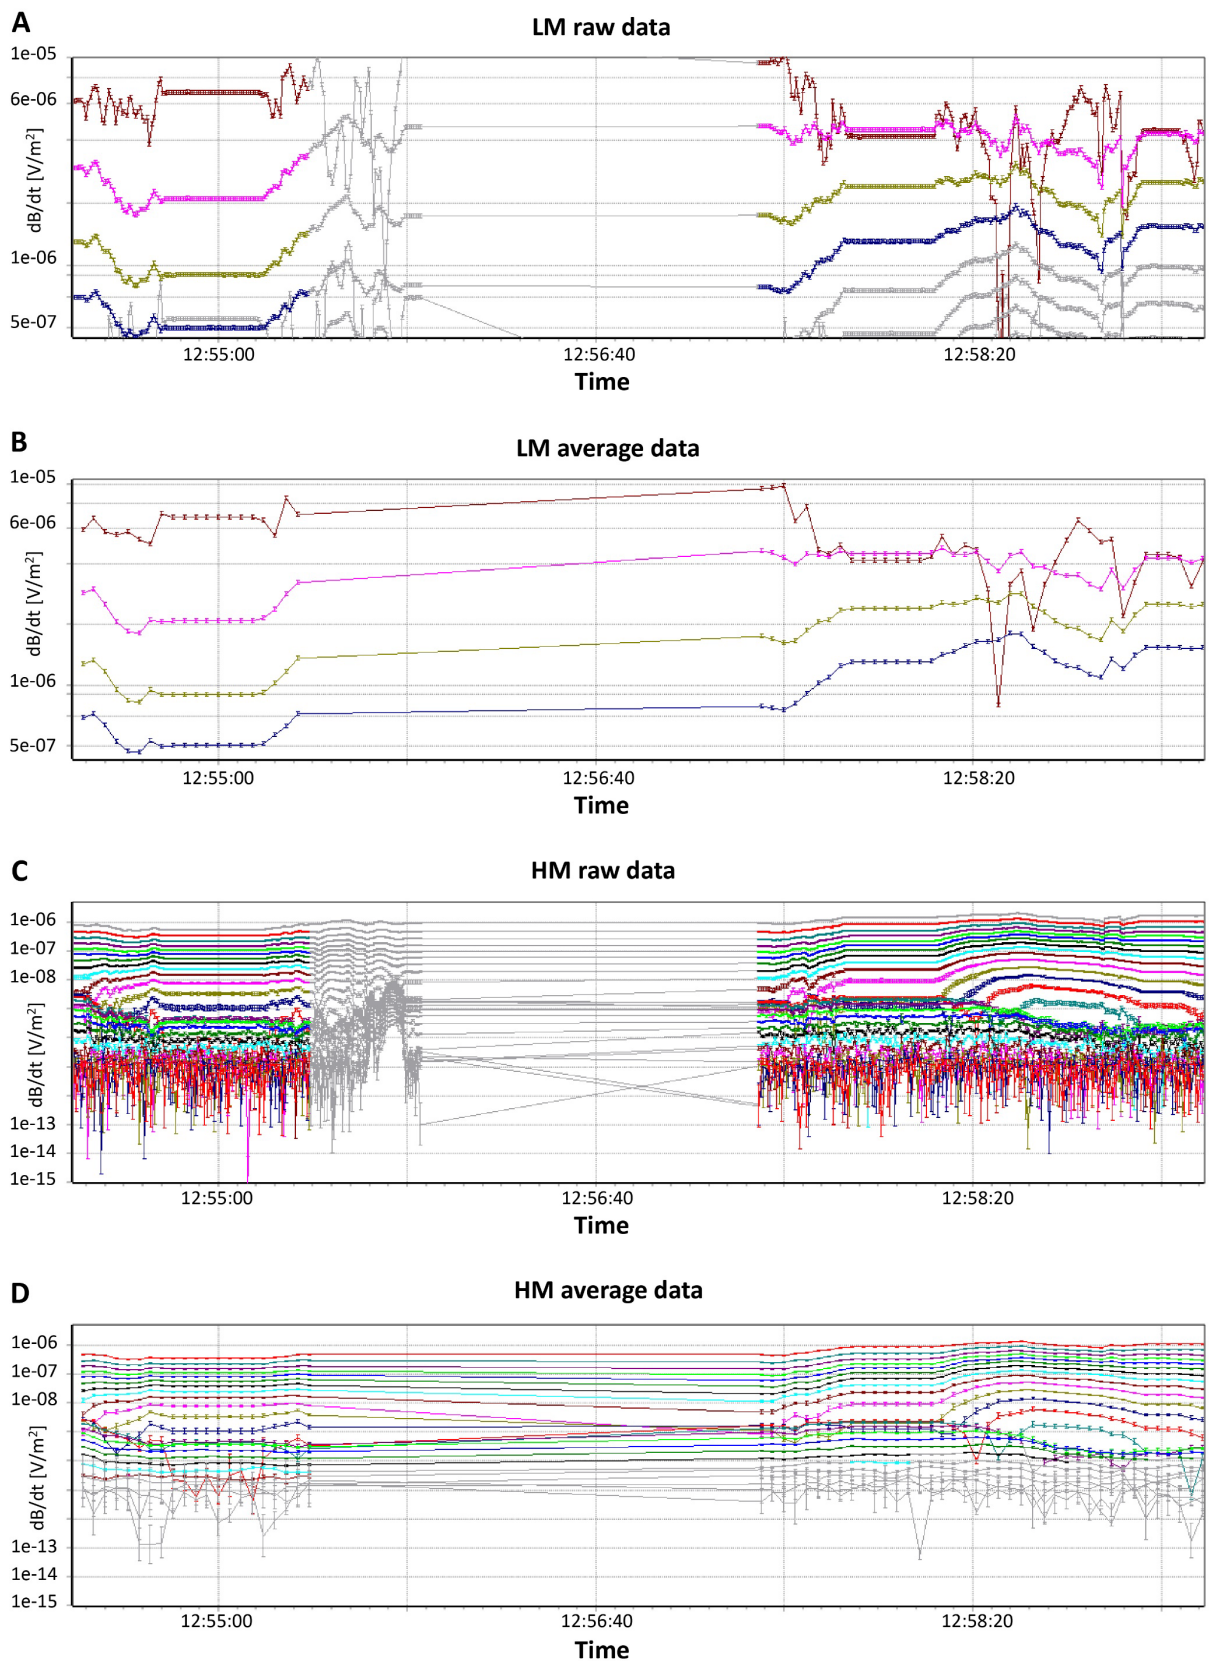 A
LM raw data
1e-05
6e-06
1e-06
5e-07
dB/dt [V/m²]
12:55:00
12:56:40
12:58:20
Time
B
LM average data
1e-05
6e-06
1e-06
5e-07
dB/dt [V/m²]
12:55:00
12:56:40
12:58:20
Time
C
HM raw data
1e-06
1e-07
1e-08
1e-13
1e-14
1e-15
dB/dt [V/m²]
12:55:00
12:56:40
12:58:20
Time
D
HM average data
1e-06
1e-07
1e-08
1e-13
1e-14
1e-15
dB/dt [V/m²]
12:55:00
12:56:40
12:58:20
Time